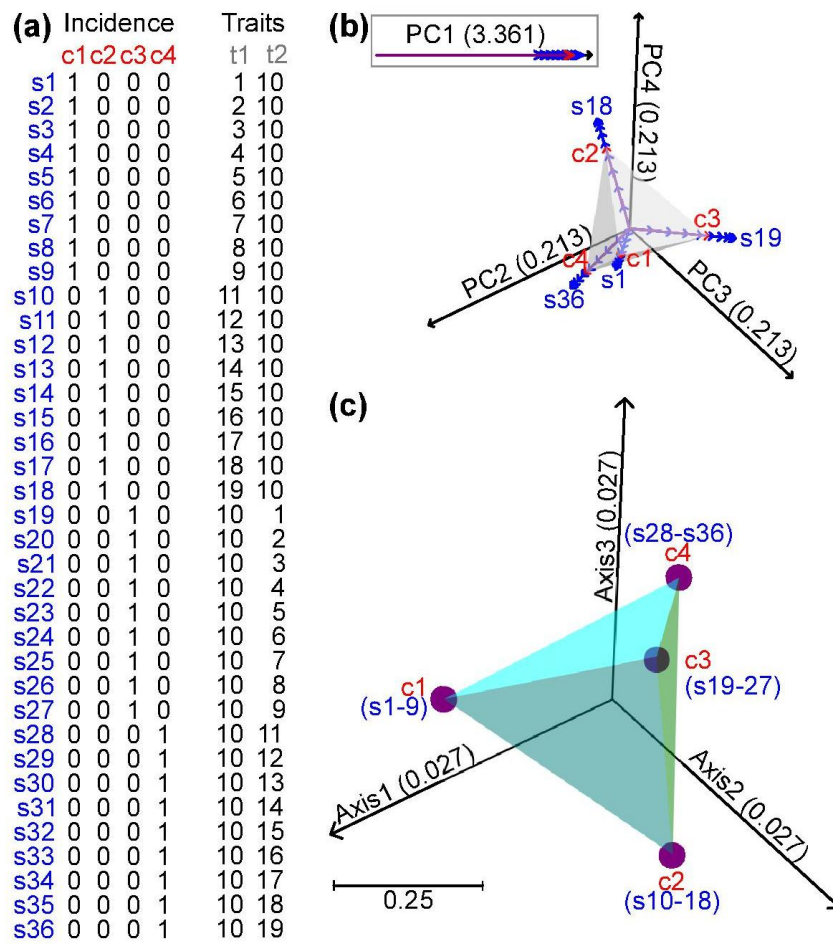 (a) Incidence Traits
c1 c2 c3 c4 t1 t2
s1 1 0 0 0 1 10
s2 1 0 0 0 2 10
s3 1 0 0 0 3 10
s4 1 0 0 0 4 10
s5 1 0 0 0 5 10
s6 1 0 0 0 6 10
s7 1 0 0 0 7 10
s8 1 0 0 0 8 10
s9 1 0 0 0 9 10
s10 0 1 0 0 11 10
s11 0 1 0 0 12 10
s12 0 1 0 0 13 10
s13 0 1 0 0 14 10
s14 0 1 0 0 15 10
s15 0 1 0 0 16 10
s16 0 1 0 0 17 10
s17 0 1 0 0 18 10
s18 0 1 0 0 19 10
s19 0 0 1 0 10 1
s20 0 0 1 0 10 2
s21 0 0 1 0 10 3
s22 0 0 1 0 10 4
s23 0 0 1 0 10 5
s24 0 0 1 0 10 6
s25 0 0 1 0 10 7
s26 0 0 1 0 10 8
s27 0 0 1 0 10 9
s28 0 0 0 1 10 11
s29 0 0 0 1 10 12
s30 0 0 0 1 10 13
s31 0 0 0 1 10 14
s32 0 0 0 1 10 15
s33 0 0 0 1 10 16
s34 0 0 0 1 10 17
s35 0 0 0 1 10 18
s36 0 0 0 1 10 19
(b)
PC1 (3.361)
PC4 (0.213)
s18
c2
c3
s19
c4
c1
s1
s36
PC2 (0.213)
PC3 (0.213)
(c)
Axis3 (0.027)
(s28-s36)
c4
c3
(s19-27)
c1
(s1-9)
Axis1 (0.027)
Axis2 (0.027)
c2
(s10-18)
0.25